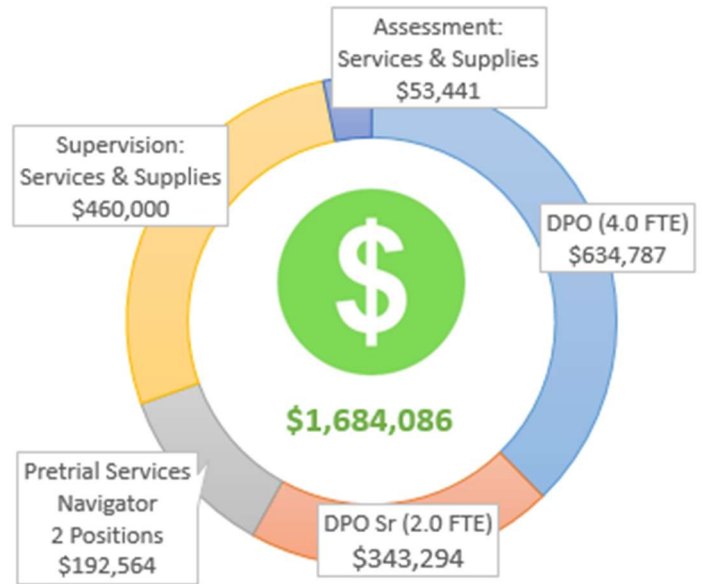 Assessment:
Services & Supplies
$53,441
Supervision:
Services & Supplies
$460,000
DPO (4.0 FTE)
$634,787
$
$1,684,086
Pretrial Services
Navigator
2 Positions
$192,564
DPO Sr (2.0 FTE)
$343,294